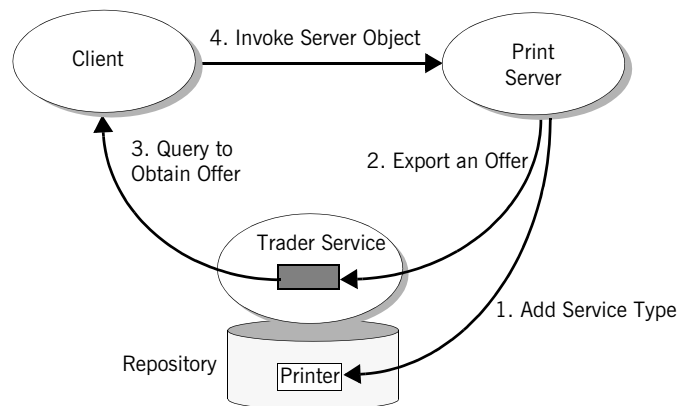 4. Invoke Server Object
Client
Print
Server
3. Query to
Obtain Offer
2. Export an Offer
Trader Service
1. Add Service Type
Repository
Printer